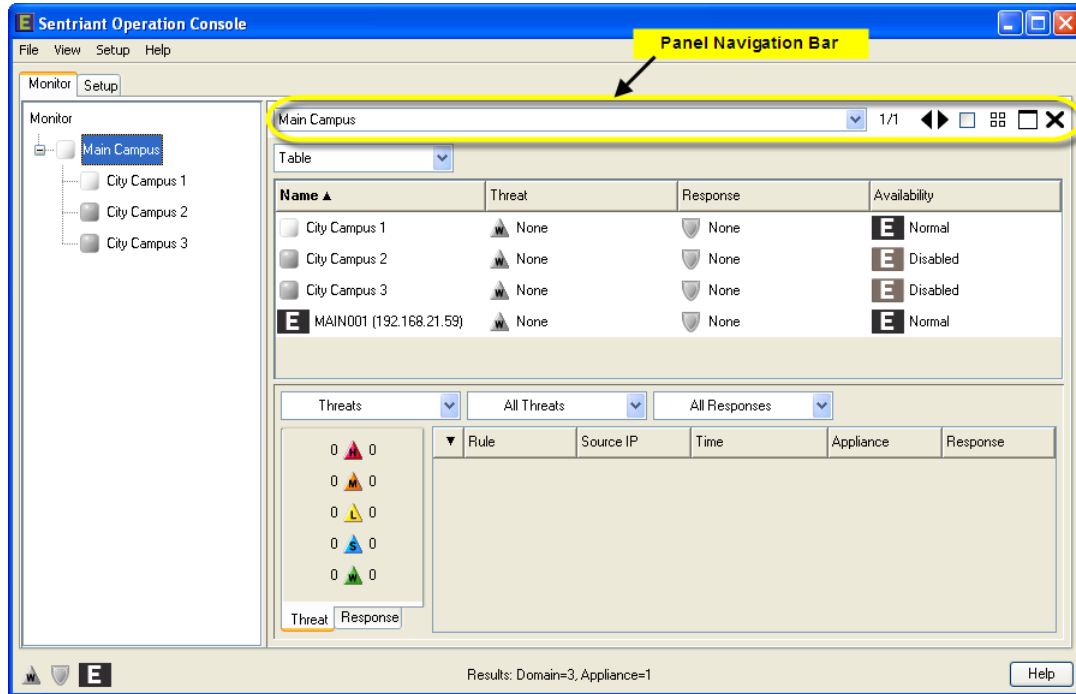 E Sentriant Operation Console
File View Setup Help
Panel Navigation Bar
Monitor Setup
Monitor
Main Campus
City Campus 1
City Campus 2
City Campus 3
Main Campus 1/1
Table
Name Threat Response Availability
City Campus 1 W None None E Normal
City Campus 2 W None None E Disabled
City Campus 3 W None None E Disabled
E MAIN001 (192.168.21.59) W None None E Normal
Threats All Threats All Responses
Rule Source IP Time Appliance Response
0 H 0
0 M 0
0 L 0
0 S 0
0 W 0
Threat Response
W E Results: Domain=3, Appliance=1 Help